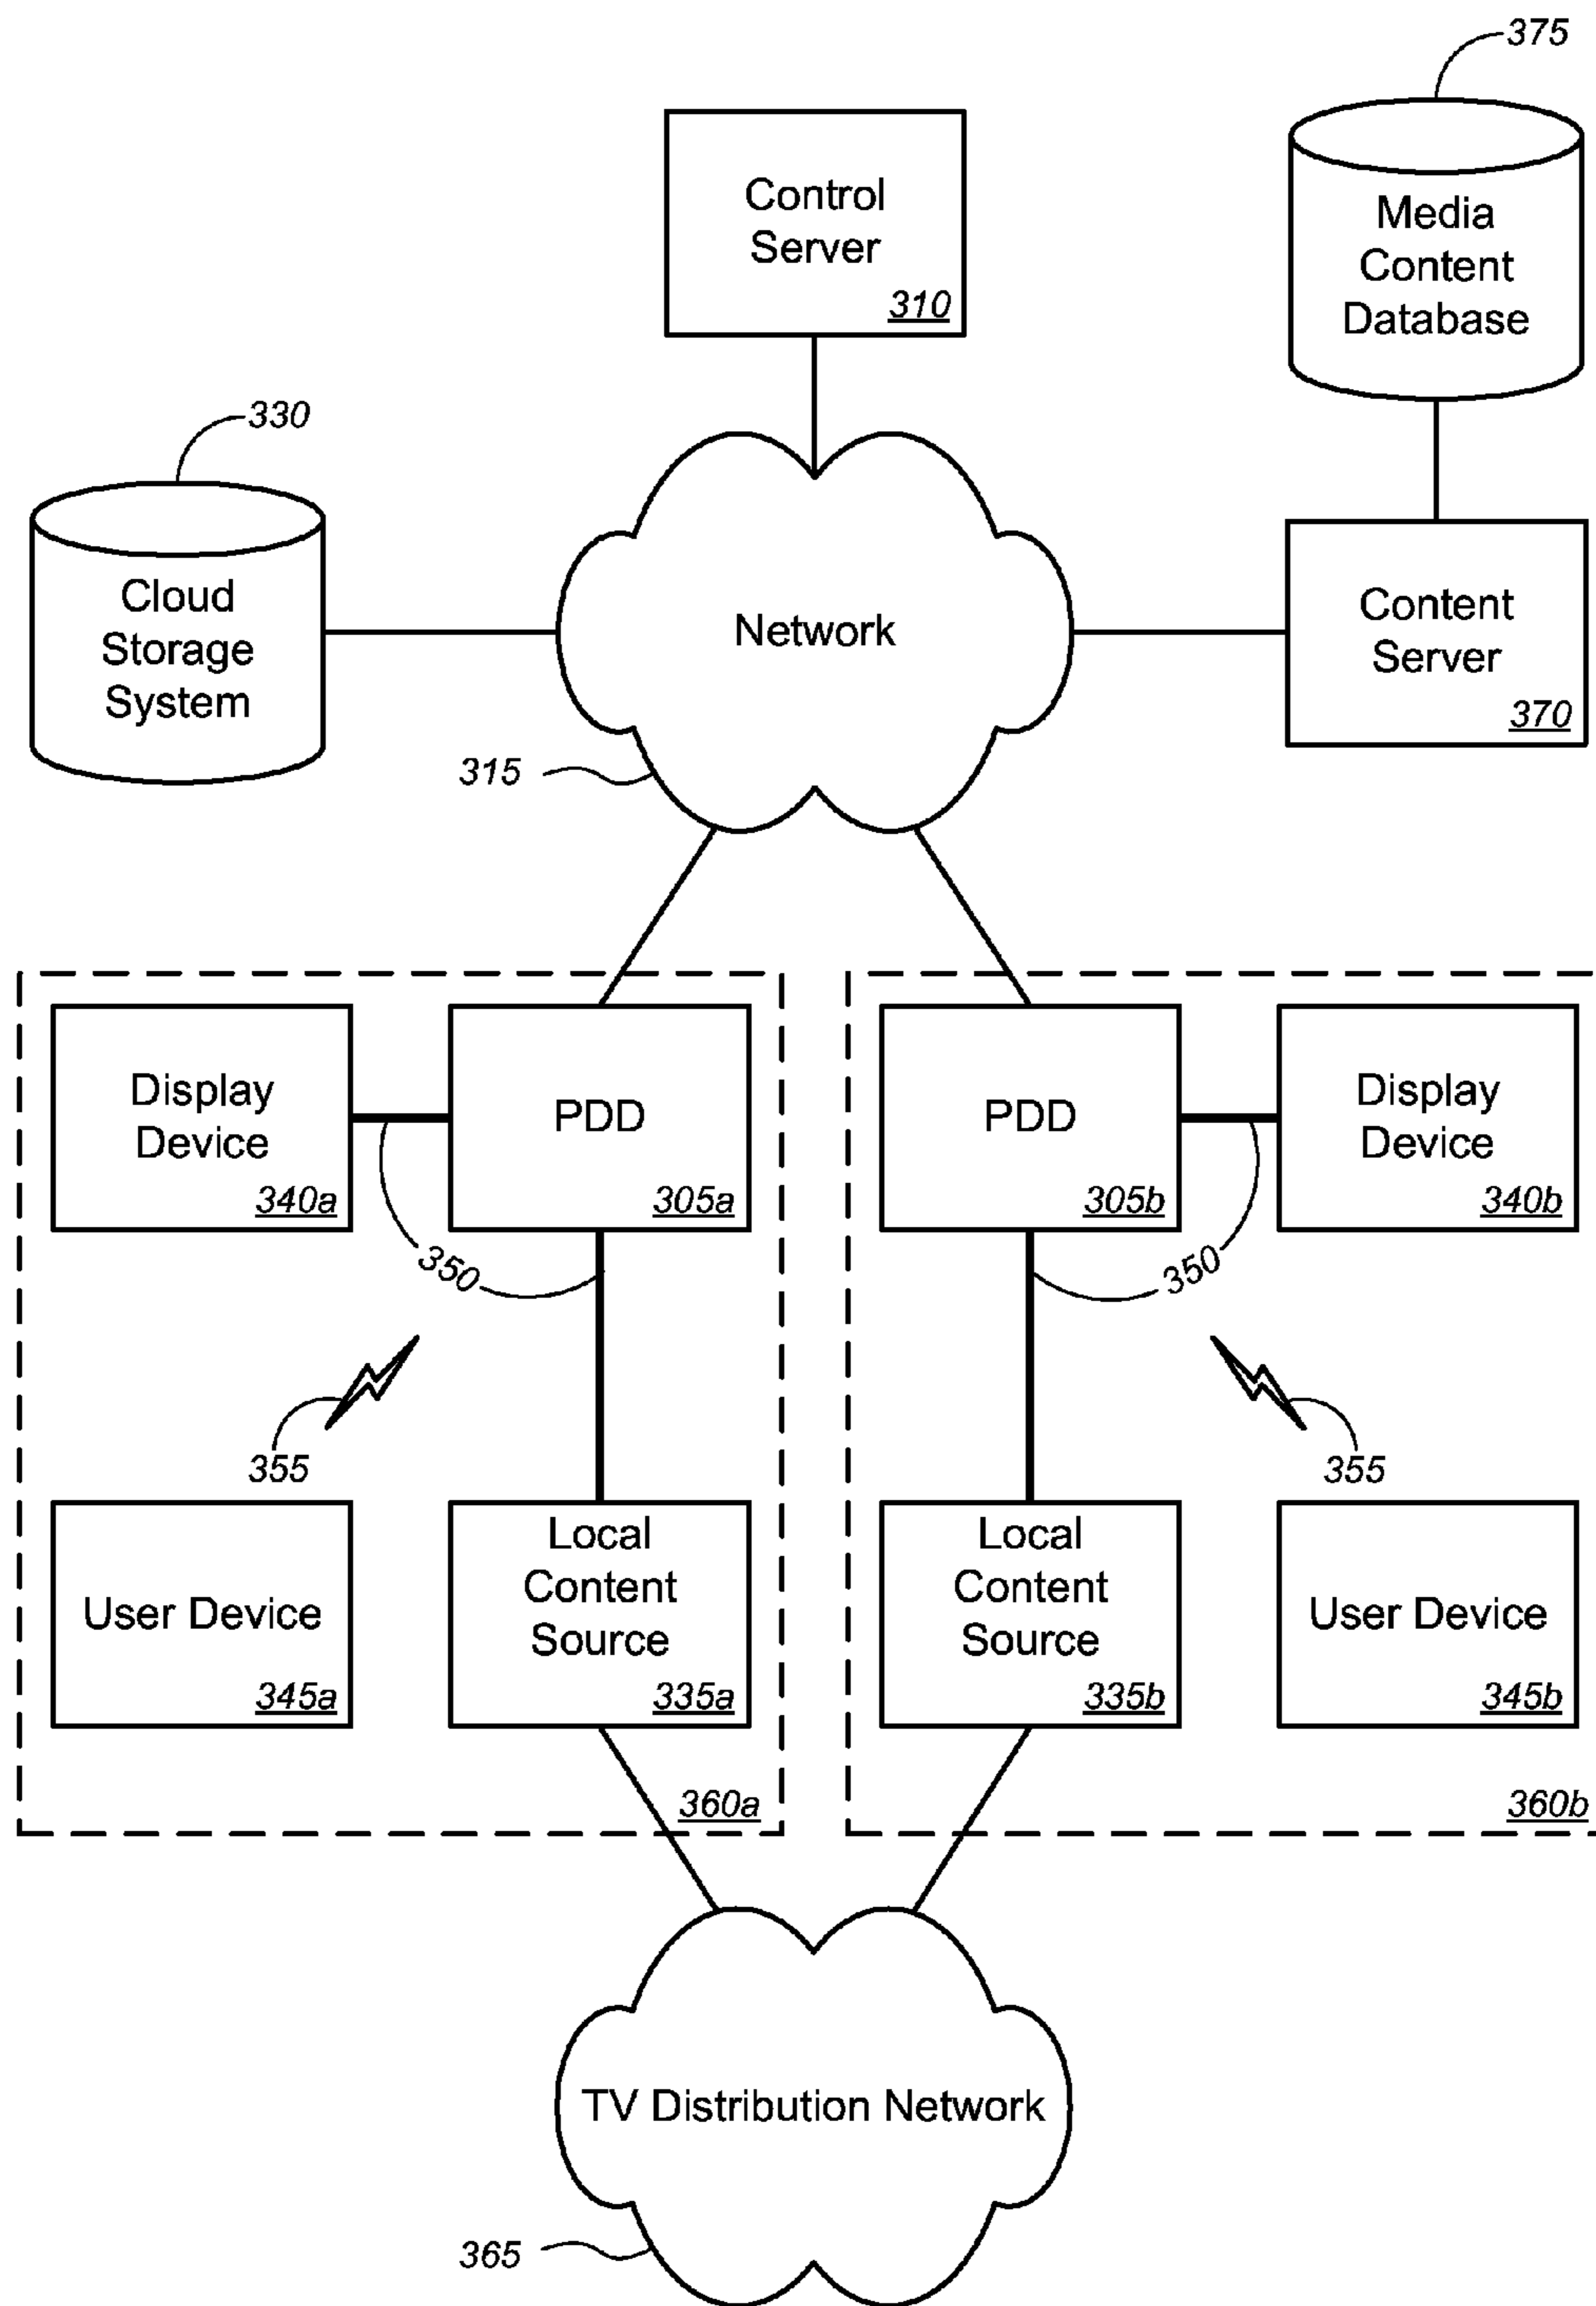 375
Control
Server
310
Media
Content
Database
330
Cloud
Storage
System
Network
Content
Server
370
315
Display
Device
340a
PDD
305a
PDD
305b
Display
Device
340b
350
350
355
355
User Device
345a
Local
Content
Source
335a
Local
Content
Source
335b
User Device
345b
360a
360b
TV Distribution Network
365